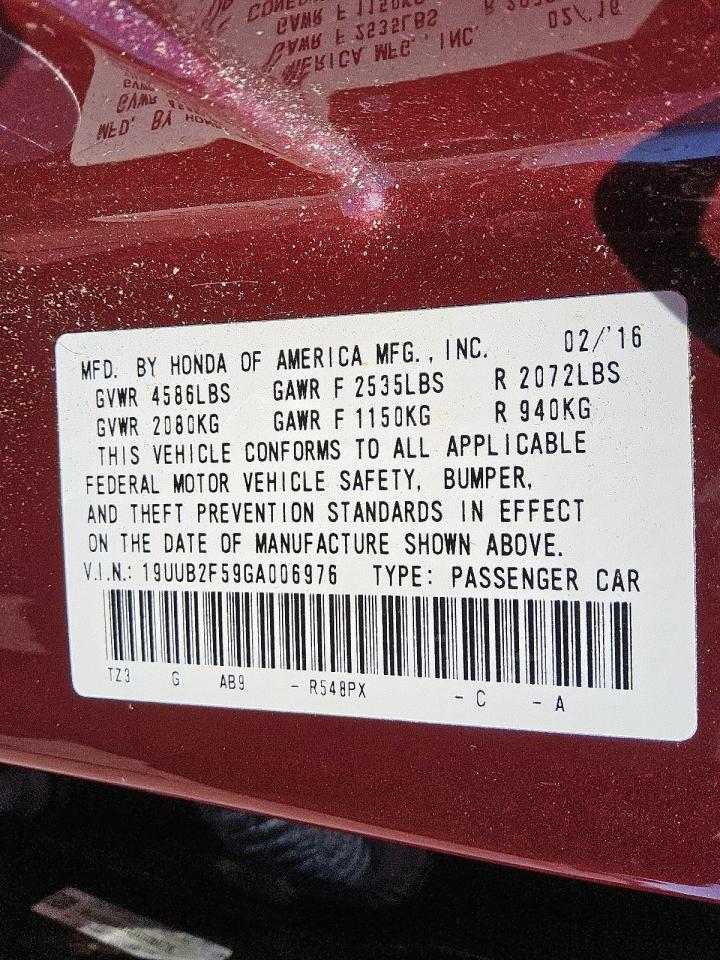 MFD. BY HONDA OF AMERICA MFG., INC. 02/'16
GVWR 4586LBS GAWR F 2535LBS R 2072LBS
GVWR 2080KG GAWR F 1150KG R 940KG
THIS VEHICLE CONFORMS TO ALL APPLICABLE
FEDERAL MOTOR VEHICLE SAFETY, BUMPER,
AND THEFT PREVENTION STANDARDS IN EFFECT
ON THE DATE OF MANUFACTURE SHOWN ABOVE.
V.I.N.: 19UUB2F59GA006976 TYPE: PASSENGER CAR
TZ3 G AB9 - R548PX - C - A